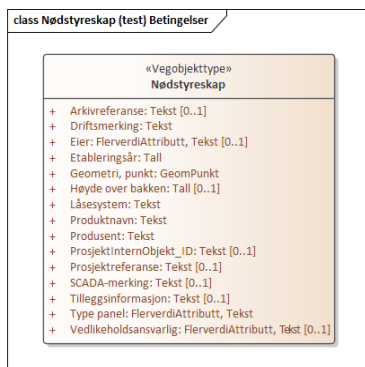 class Nødstyreskap (test) Betingelser
«Vegobjekttype»
Nødstyreskap
+ Arkivreferanse: Tekst [0..1]
+ Driftsmerking: Tekst
+ Eier: FlerverdiAttributt, Tekst [0..1]
+ Etableringsår: Tall
+ Geometri, punkt: GeomPunkt
+ Høyde over bakken: Tall [0..1]
+ Låsesystem: Tekst
+ Produktnavn: Tekst
+ Produsent: Tekst
+ ProsjektInternObjekt_ID: Tekst [0..1]
+ Prosjektreferanse: Tekst [0..1]
+ SCADA-merking: Tekst [0..1]
+ Tilleggsinformasjon: Tekst [0..1]
+ Type panel: FlerverdiAttributt, Tekst
+ Vedlikeholdsansvarlig: FlerverdiAttributt, Tekst [0..1]